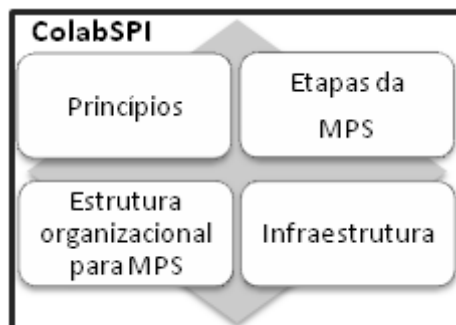 ColabSPI
Princípios
Etapas da
MPS
Estrutura
organizacional
para MPS
Infraestrutura